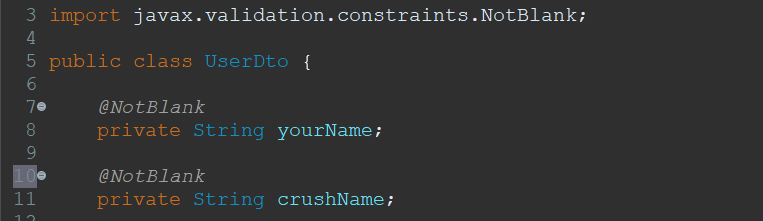 3 import javax.validation.constraints.NotBlank;
4
5 public class UserDto {
6
7 @NotBlank
8 private String yourName;
9
10 @NotBlank
11 private String crushName;